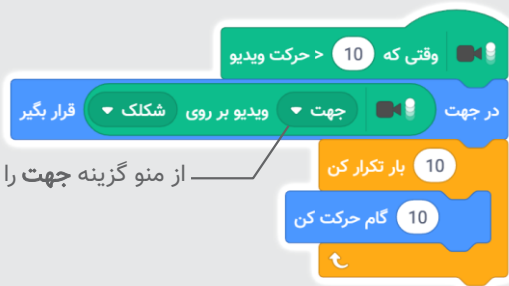 وقتی که 10 < حرکت ویدیو
در جهت جهت ویدیو بر روی شکلک قرار بگیر
10 بار تکرار کن
از منو گزینه جهت را
10 گام حرکت کن